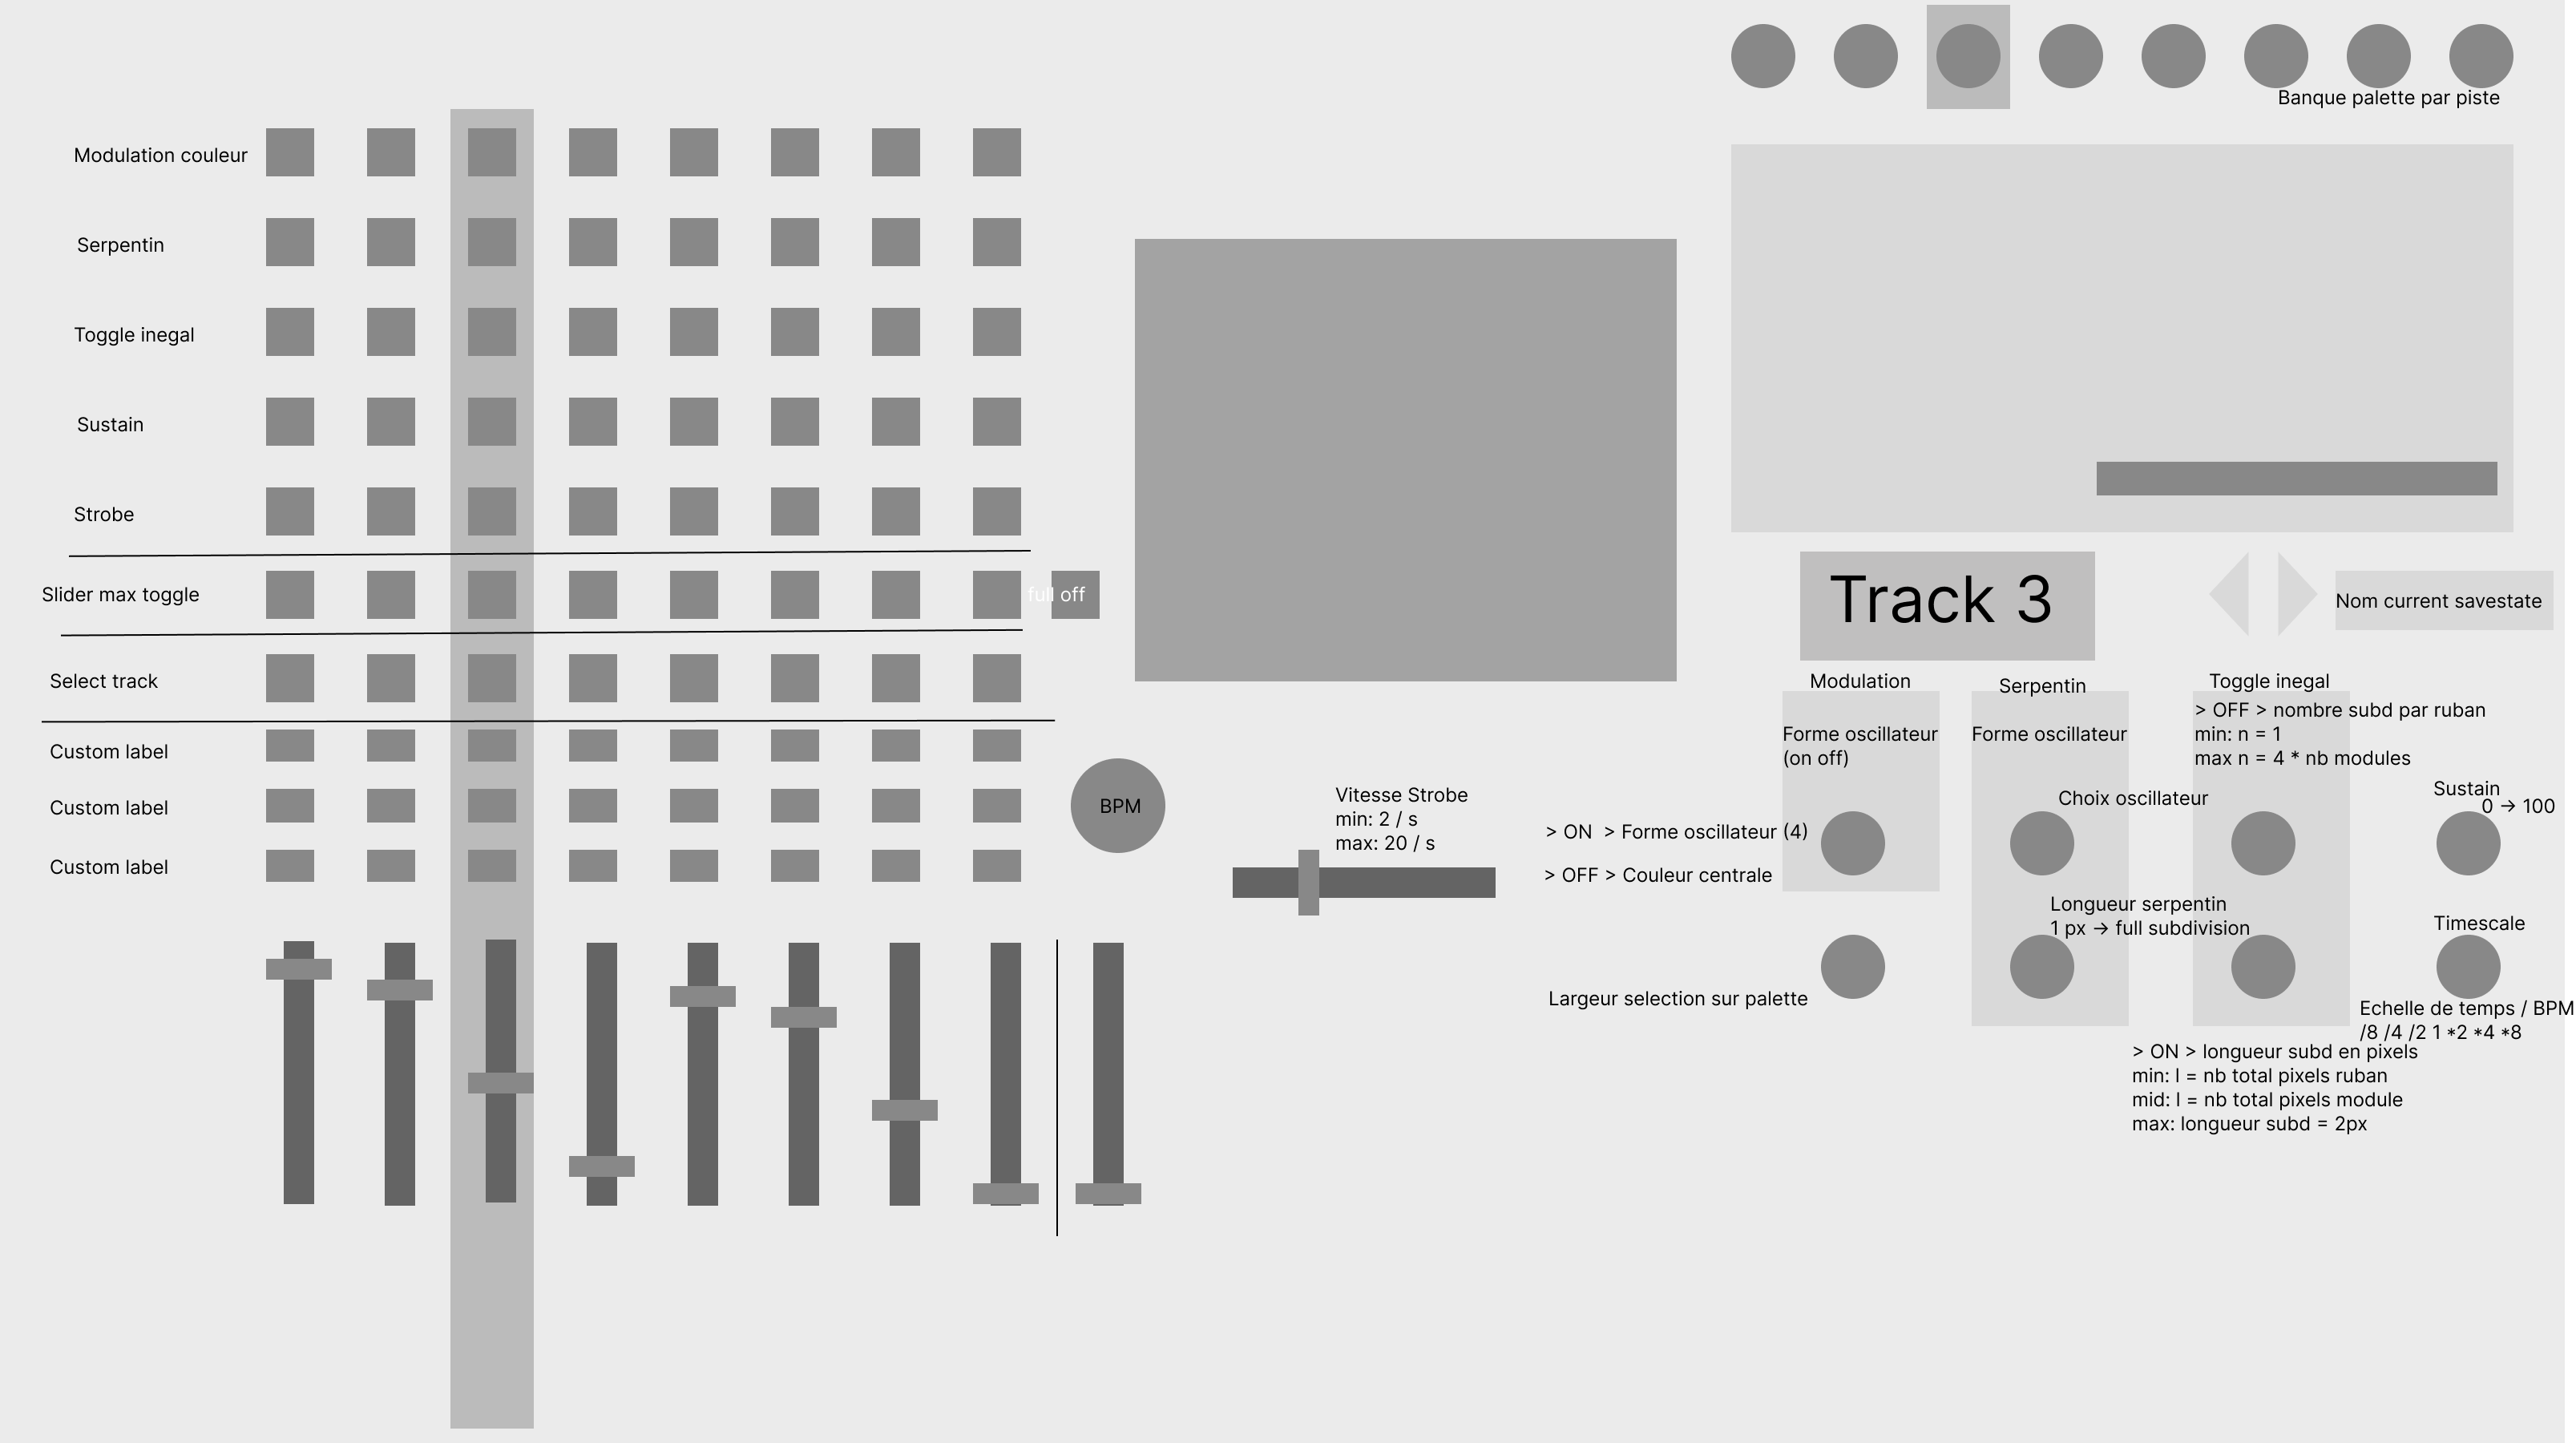 Banque palette par piste
Modulation couleur
Serpentin
Toggle inegal
Sustain
Strobe
Slider max toggle
full off
Select track
Custom label
Custom label
Custom label
BPM
Vitesse Strobe
min: 2 / s
max: 20 / s
Track 3
Nom current savestate
Modulation
Forme oscillateur
(on off)
> ON > Forme oscillateur (4)
> OFF > Couleur centrale
Largeur selection sur palette
Serpentin
Forme oscillateur
Choix oscillateur
Longueur serpentin
1 px → full subdivision
Toggle inegal
> OFF > nombre subd par ruban
min: n = 1
max n = 4 * nb modules
> ON > longueur subd en pixels
min: l = nb total pixels ruban
mid: l = nb total pixels module
max: longueur subd = 2px
Sustain
0 → 100
Timescale
Echelle de temps / BPM
/8 /4 /2 1 *2 *4 *8